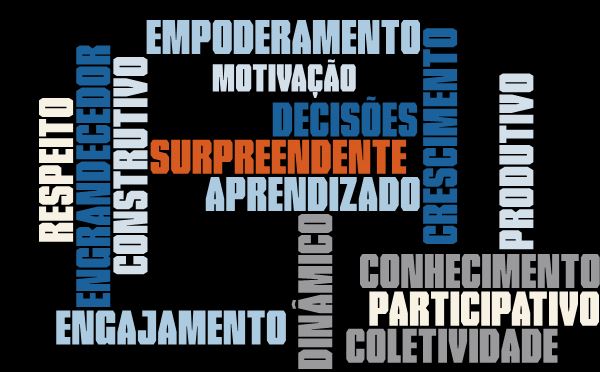 EMPODERAMENTO
MOTIVAÇÃO
DECISÕES
SURPREENDENTE
APRENDIZADO
RESPEITO
ENGRANDECEDOR
CONSTRUTIVO
CRESCIMENTO
PRODUTIVO
DINÂMICO
CONHECIMENTO
PARTICIPATIVO
COLETIVIDADE
ENGAJAMENTO